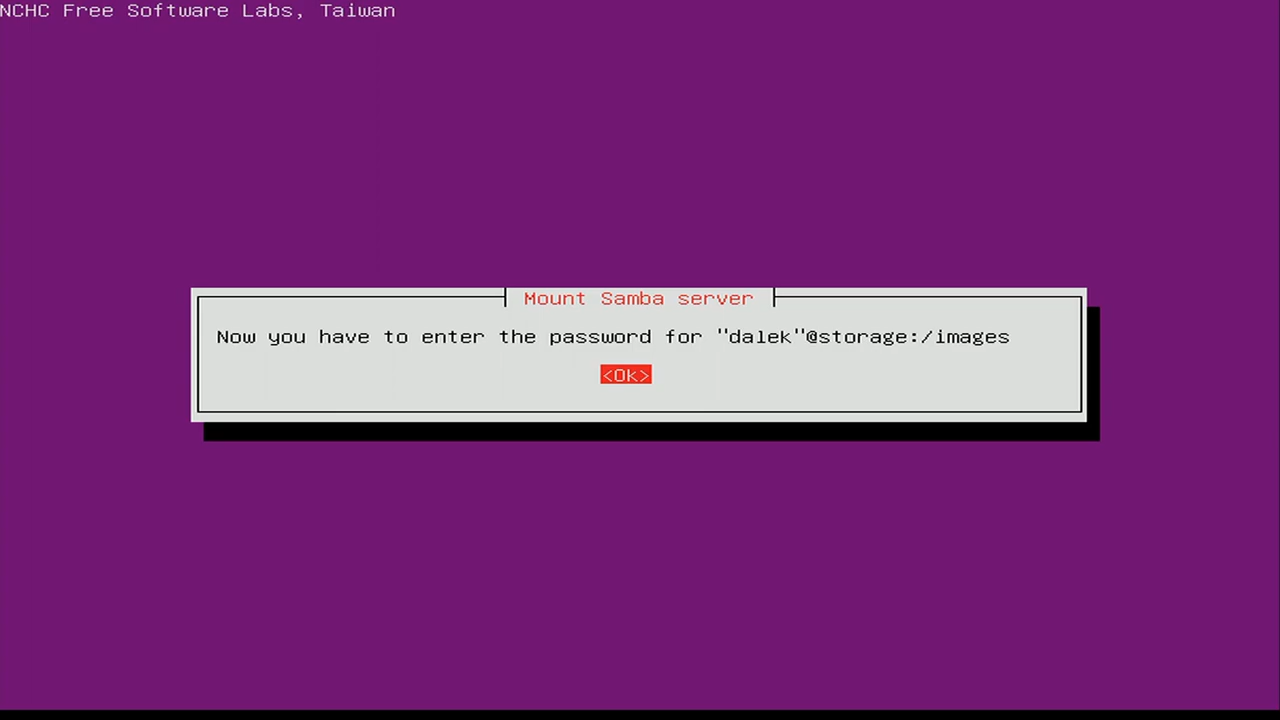 NCHC Free Software Labs, Taiwan
Mount Samba server
Now you have to enter the password for "dalek"@storage:/images
<Ok>